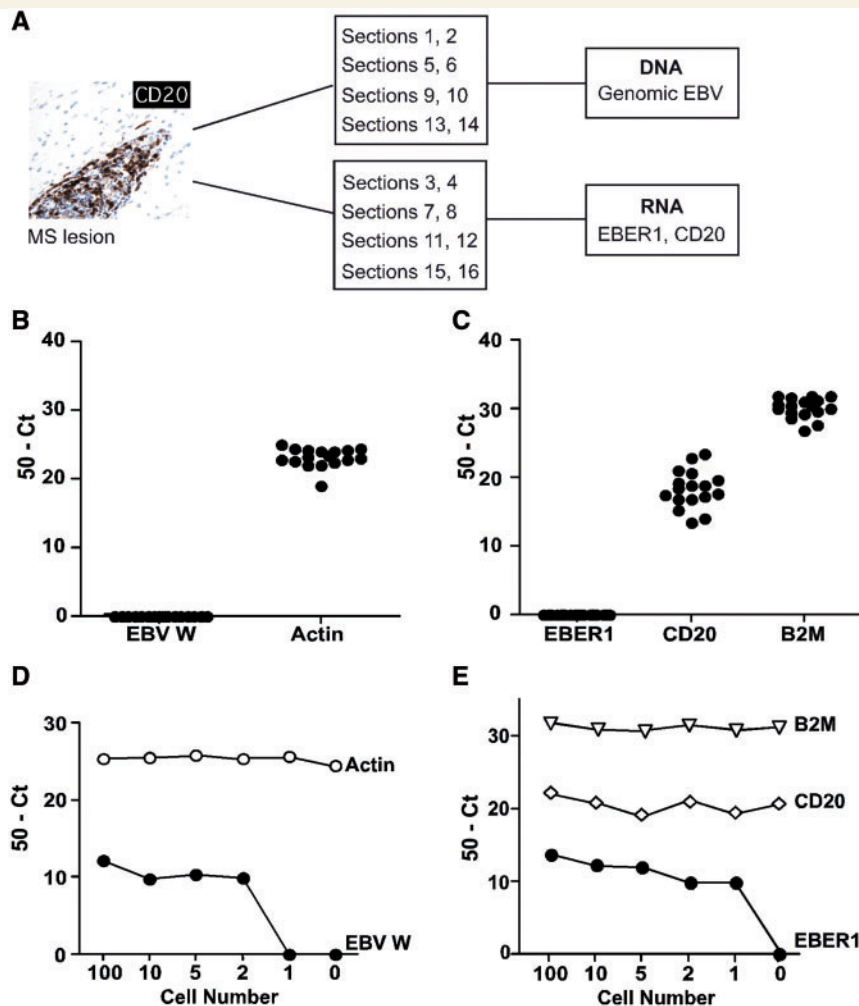 A
CD20
MS lesion
Sections 1, 2
Sections 5, 6
Sections 9, 10
Sections 13, 14
DNA
Genomic EBV
Sections 3, 4
Sections 7, 8
Sections 11, 12
Sections 15, 16
RNA
EBER1, CD20
B
50 - Ct
40
30
20
10
0
EBV W
Actin
C
50 - Ct
40
30
20
10
0
EBER1
CD20
B2M
D
50 - Ct
30
20
10
0
Actin
EBV W
100 10 5 2 1 0
Cell Number
E
50 - Ct
30
20
10
0
B2M
CD20
EBER1
100 10 5 2 1 0
Cell Number